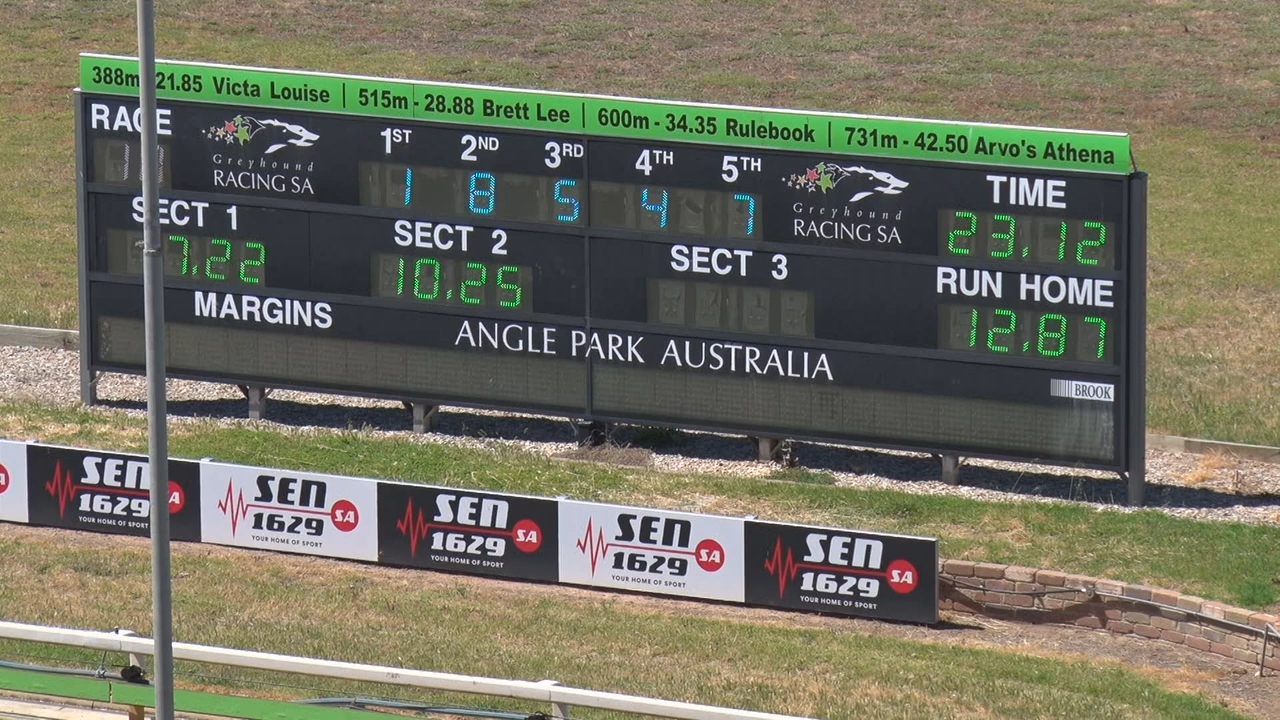 388m - 21.85 Victa Louise | 515m - 28.88 Brett Lee | 600m - 34.35 Rulebook | 731m - 42.50 Arvo's Athena
RACE
Greyhound
RACING SA
1ST 2ND 3RD 4TH 5TH
1 8 5 4 7
Greyhound
RACING SA
TIME
23.12
SECT 1
7.22
SECT 2
10.25
SECT 3
RUN HOME
12.87
MARGINS
ANGLE PARK AUSTRALIA
BROOK
A
SEN
1629
SA
YOUR HOME OF SPORT
SEN
1629
SA
YOUR HOME OF SPORT
SEN
1629
SA
YOUR HOME OF SPORT
SEN
1629
SA
YOUR HOME OF SPORT
SEN
1629
SA
YOUR HOME OF SPORT